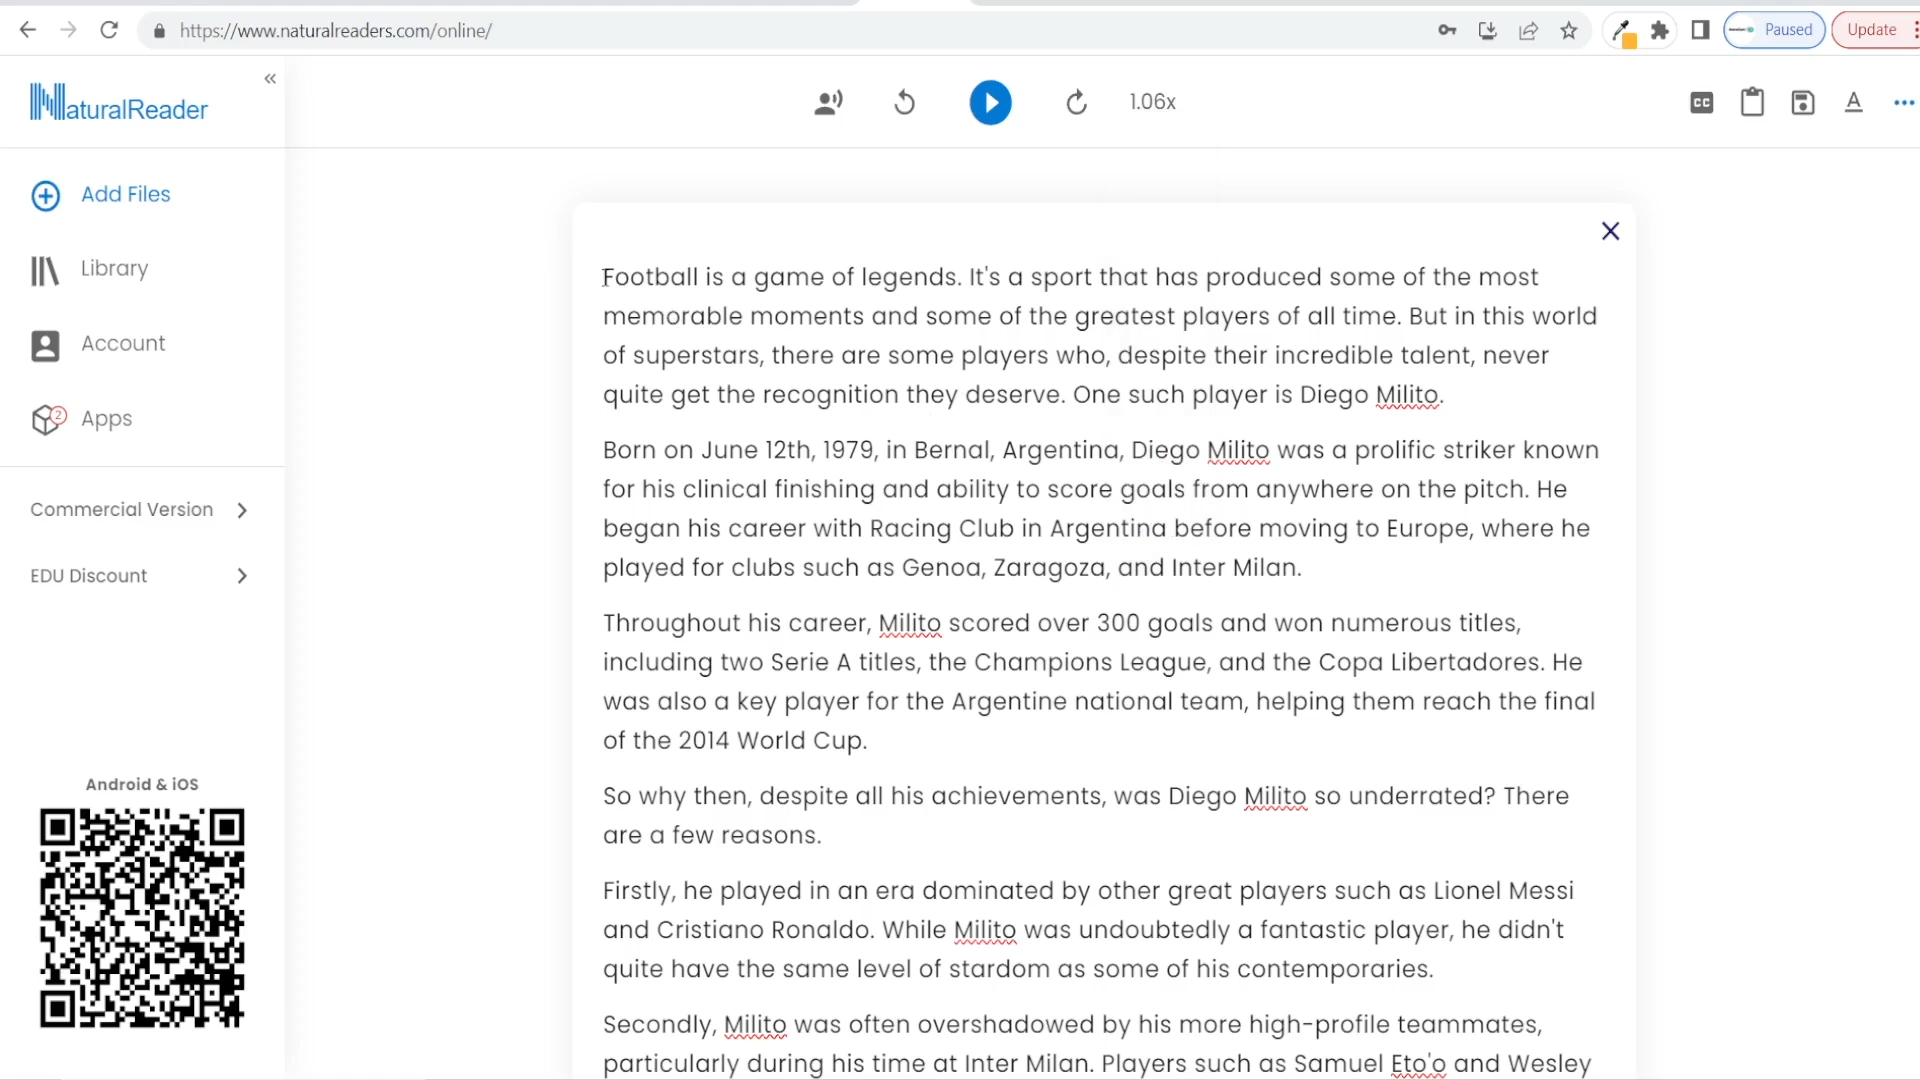 https://www.naturalreaders.com/online/
Paused
Update
NaturalReader
«
1.06x
CC
A
Add Files
Library
Account
2
Apps
Commercial Version
EDU Discount
Android & iOS
Football is a game of legends. It's a sport that has produced some of the most
memorable moments and some of the greatest players of all time. But in this world
of superstars, there are some players who, despite their incredible talent, never
quite get the recognition they deserve. One such player is Diego Milito.
Born on June 12th, 1979, in Bernal, Argentina, Diego Milito was a prolific striker known
for his clinical finishing and ability to score goals from anywhere on the pitch. He
began his career with Racing Club in Argentina before moving to Europe, where he
played for clubs such as Genoa, Zaragoza, and Inter Milan.
Throughout his career, Milito scored over 300 goals and won numerous titles,
including two Serie A titles, the Champions League, and the Copa Libertadores. He
was also a key player for the Argentine national team, helping them reach the final
of the 2014 World Cup.
So why then, despite all his achievements, was Diego Milito so underrated? There
are a few reasons.
Firstly, he played in an era dominated by other great players such as Lionel Messi
and Cristiano Ronaldo. While Milito was undoubtedly a fantastic player, he didn't
quite have the same level of stardom as some of his contemporaries.
Secondly, Milito was often overshadowed by his more high-profile teammates,
particularly during his time at Inter Milan. Players such as Samuel Eto'o and Wesley